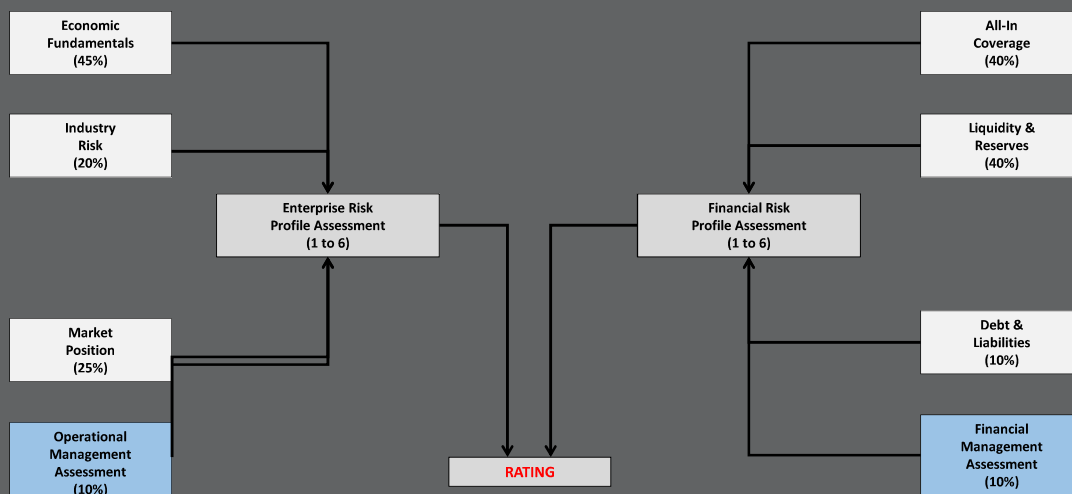 Economic
Fundamentals
(45%)
All-In
Coverage
(40%)
Industry
Risk
(20%)
Liquidity &
Reserves
(40%)
Enterprise Risk
Profile Assessment
(1 to 6)
Financial Risk
Profile Assessment
(1 to 6)
Market
Position
(25%)
Debt &
Liabilities
(10%)
Operational
Management
Assessment
(10%)
Financial
Management
Assessment
(10%)
RATING